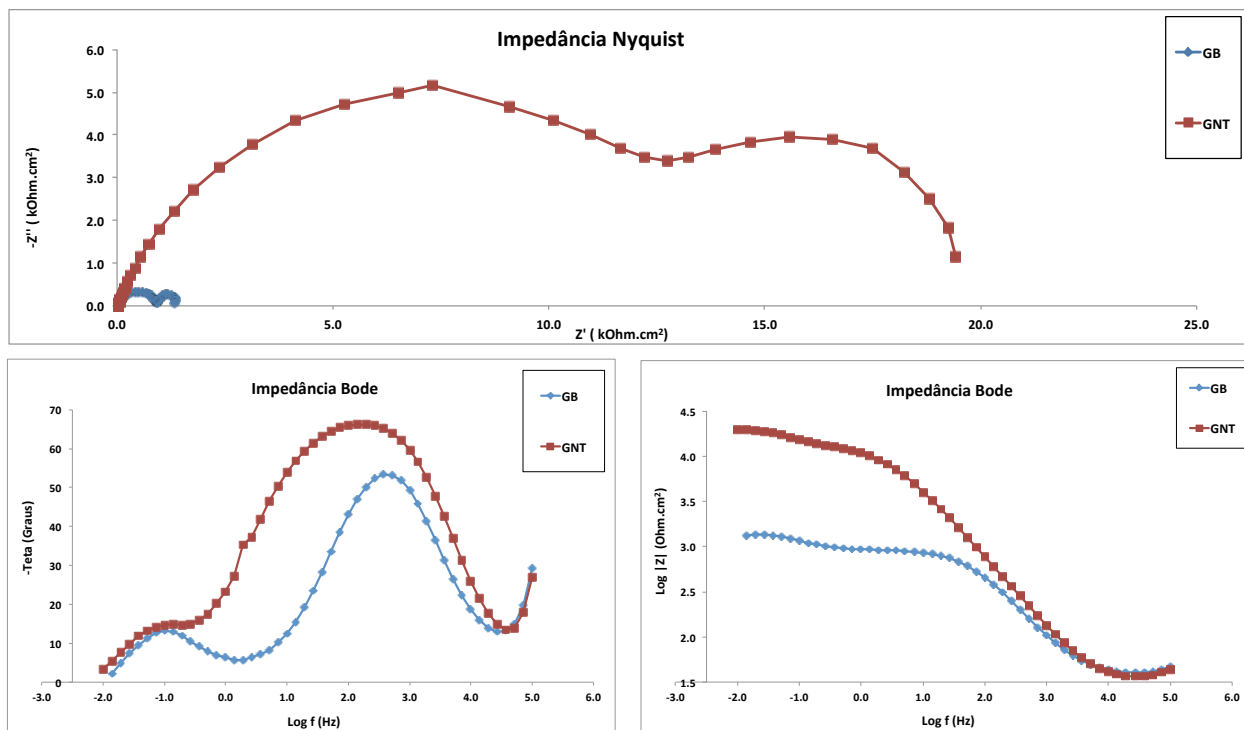 Impedância Nyquist
GB
GNT
6.0
5.0
4.0
3.0
2.0
1.0
0.0
-Z'' ( kOhm.cm²)
0.0 5.0 10.0 15.0 20.0 25.0
Z' ( kOhm.cm²)
Impedância Bode
GB
GNT
70
60
50
40
30
20
10
0
-Teta (Graus)
-3.0 -2.0 -1.0 0.0 1.0 2.0 3.0 4.0 5.0 6.0
Log f (Hz)
Impedância Bode
GB
GNT
4.5
4.0
3.5
3.0
2.5
2.0
1.5
Log |Z| (Ohm.cm²)
-3.0 -2.0 -1.0 0.0 1.0 2.0 3.0 4.0 5.0 6.0
Log f (Hz)